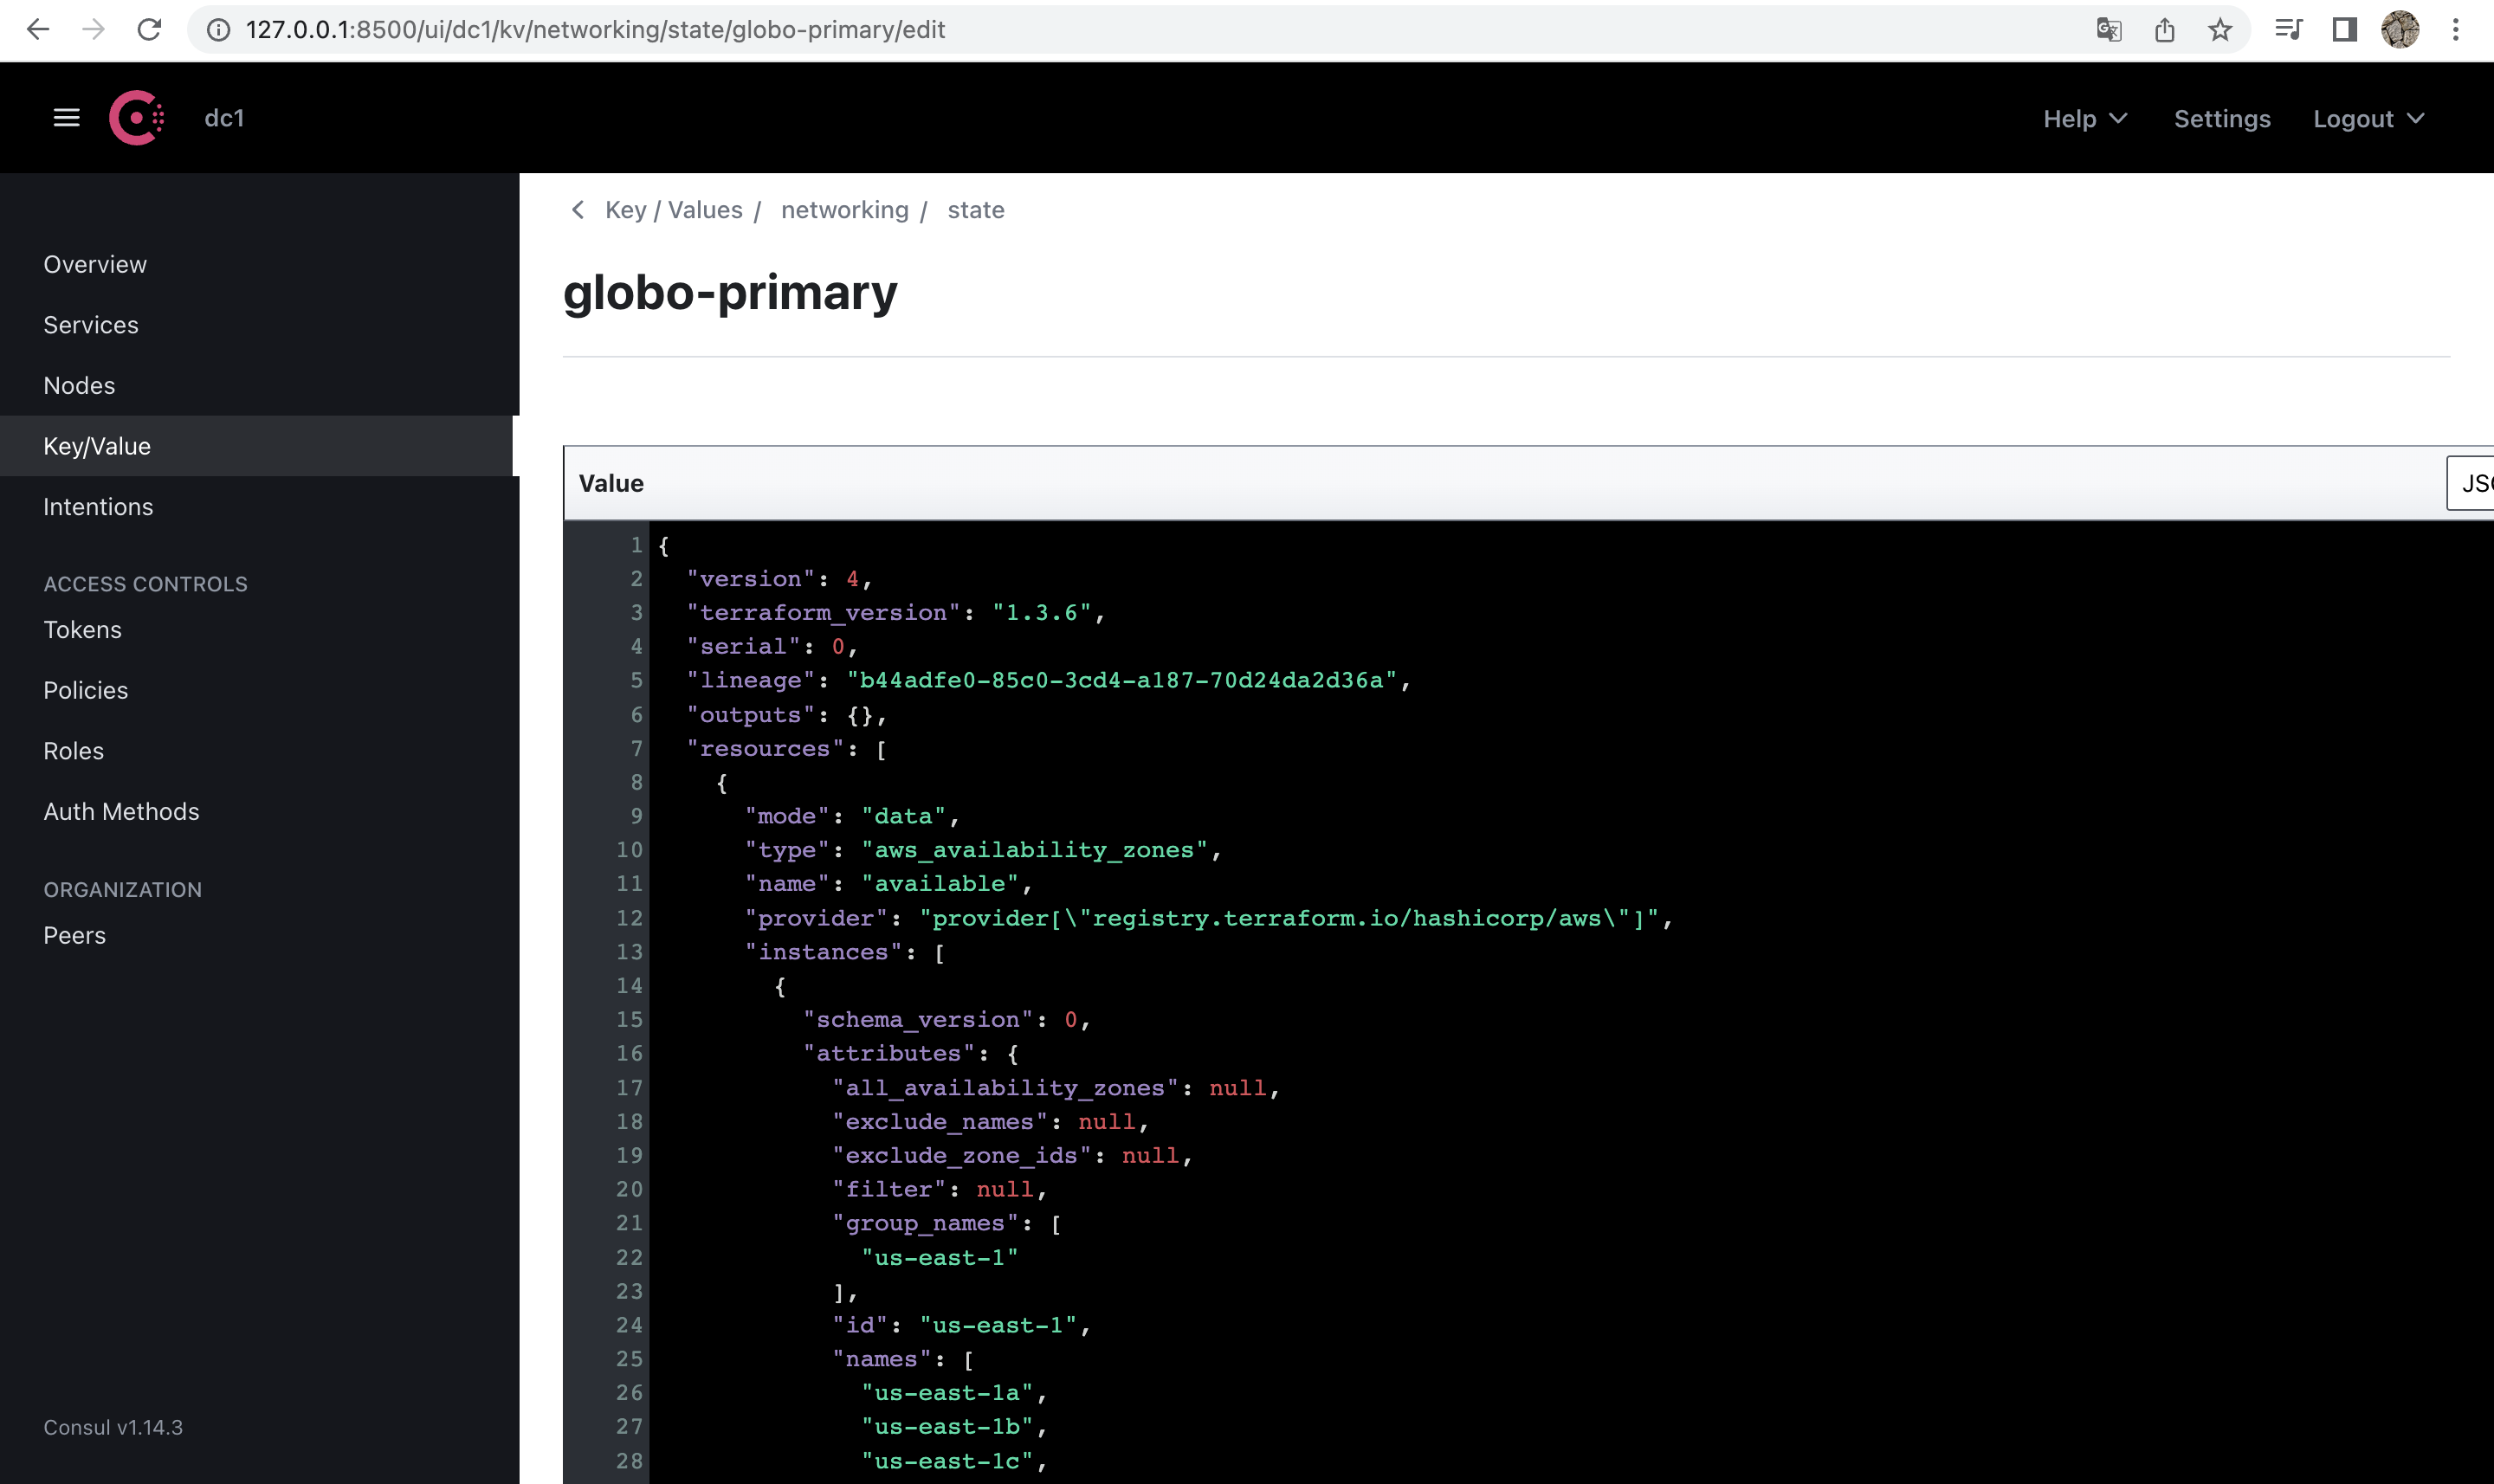 127.0.0.1:8500/ui/dc1/kv/networking/state/globo-primary/edit
dc1
Help
Settings
Logout
Overview
Services
Nodes
Key/Value
Intentions
ACCESS CONTROLS
Tokens
Policies
Roles
Auth Methods
ORGANIZATION
Peers
Consul v1.14.3
Key / Values / networking / state
globo-primary
Value
JSO
1 {
2 "version": 4,
3 "terraform_version": "1.3.6",
4 "serial": 0,
5 "lineage": "b44adfe0-85c0-3cd4-a187-70d24da2d36a",
6 "outputs": {},
7 "resources": [
8 {
9 "mode": "data",
10 "type": "aws_availability_zones",
11 "name": "available",
12 "provider": "provider[\"registry.terraform.io/hashicorp/aws\"]",
13 "instances": [
14 {
15 "schema_version": 0,
16 "attributes": {
17 "all_availability_zones": null,
18 "exclude_names": null,
19 "exclude_zone_ids": null,
20 "filter": null,
21 "group_names": [
22 "us-east-1"
23 ],
24 "id": "us-east-1",
25 "names": [
26 "us-east-1a",
27 "us-east-1b",
28 "us-east-1c",